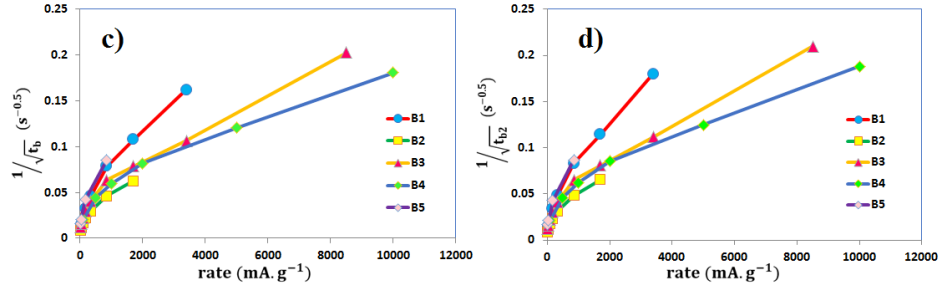 c)
0.25
0.2
0.15
0.1
0.05
0
0 2000 4000 6000 8000 10000 12000
1/√t_b (s^−0.5)
rate (mA. g^−1)
B1
B2
B3
B4
B5
d)
0.25
0.2
0.15
0.1
0.05
0
0 2000 4000 6000 8000 10000 12000
1/√t_b2 (s^−0.5)
rate (mA. g^−1)
B1
B2
B3
B4
B5